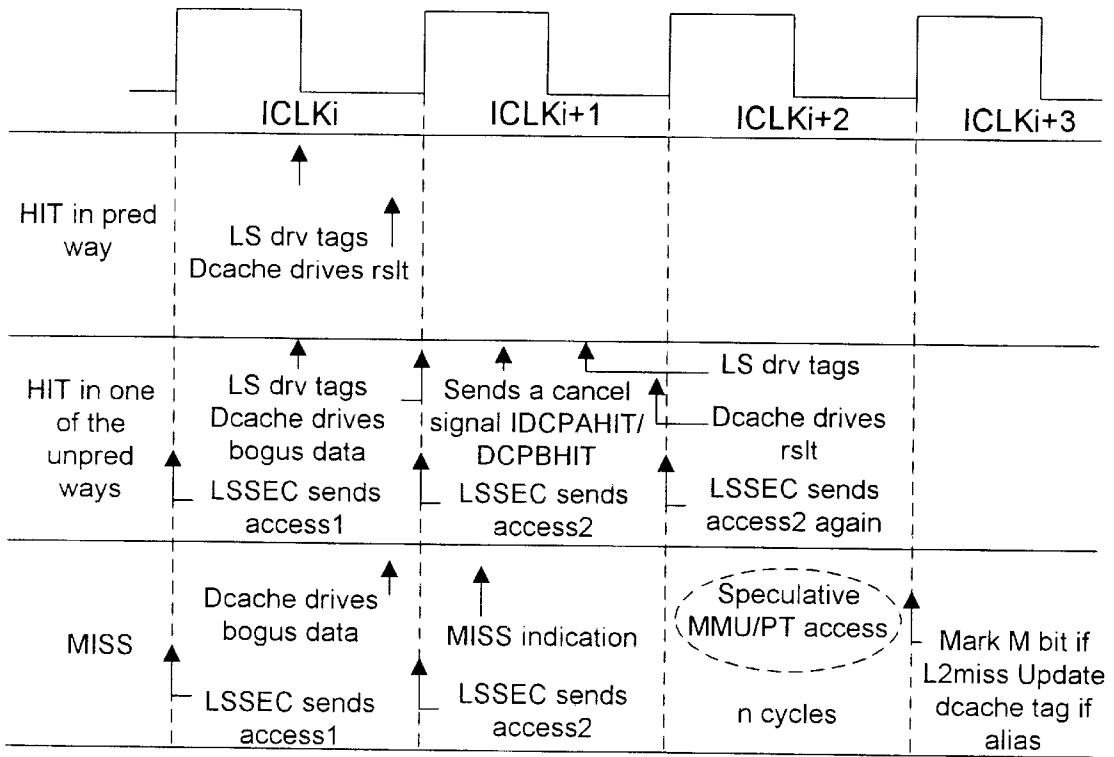 ICLKi
ICLKi+1
ICLKi+2
ICLKi+3
HIT in pred
way
LS drv tags
Dcache drives rslt
HIT in one
of the
unpred
ways
LS drv tags
Dcache drives
bogus data
LSSEC sends
access1
Sends a cancel
signal IDCPAHIT/
DCPBHIT
LSSEC sends
access2
LS drv tags
Dcache drives
rslt
LSSEC sends
access2 again
MISS
Dcache drives
bogus data
LSSEC sends
access1
MISS indication
LSSEC sends
access2
Speculative
MMU/PT access
n cycles
Mark M bit if
L2miss Update
dcache tag if
alias